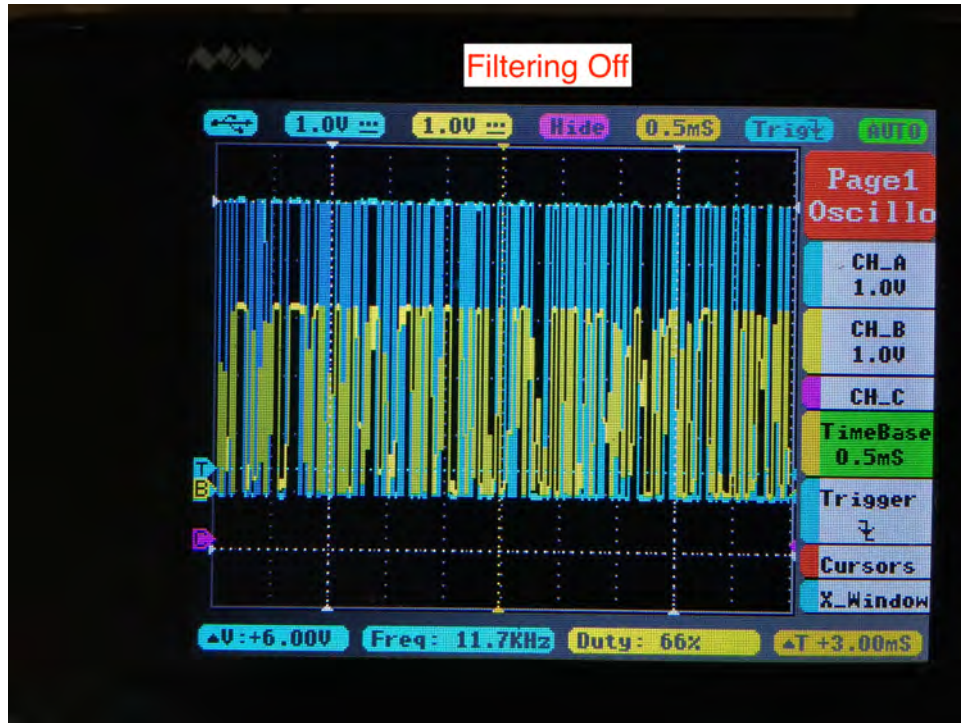 Filtering Off
1.0V 1.0V Hide 0.5mS Trig AUTO
Page1
Oscillo
CH_A
1.0V
CH_B
1.0V
CH_C
TimeBase
0.5mS
Trigger
Cursors
X_Window
T
B
▲V:+6.00V Freq: 11.7KHz Duty: 66% ▲T +3.00mS